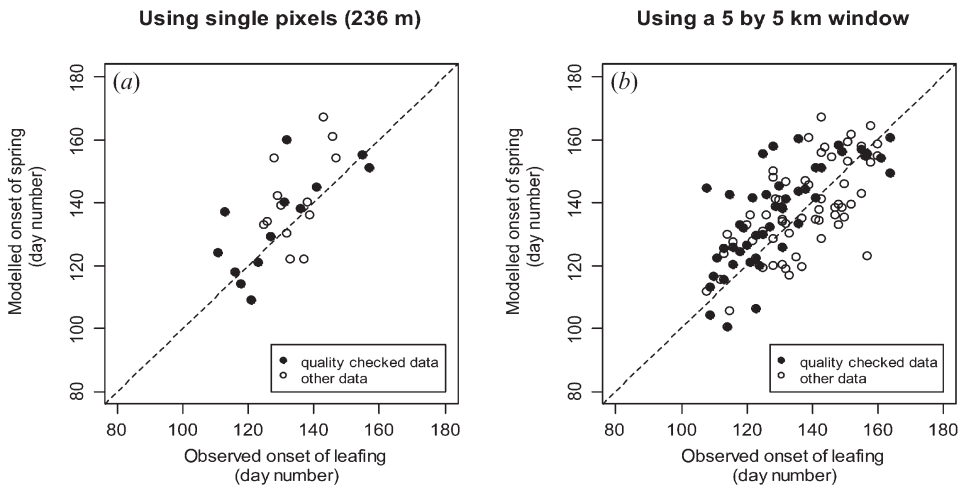 Using single pixels (236 m)
(a)
Modelled onset of spring
(day number)
180
160
140
120
100
80
quality checked data
other data
80 100 120 140 160 180
Observed onset of leafing
(day number)
Using a 5 by 5 km window
(b)
Modelled onset of spring
(day number)
180
160
140
120
100
80
quality checked data
other data
80 100 120 140 160 180
Observed onset of leafing
(day number)